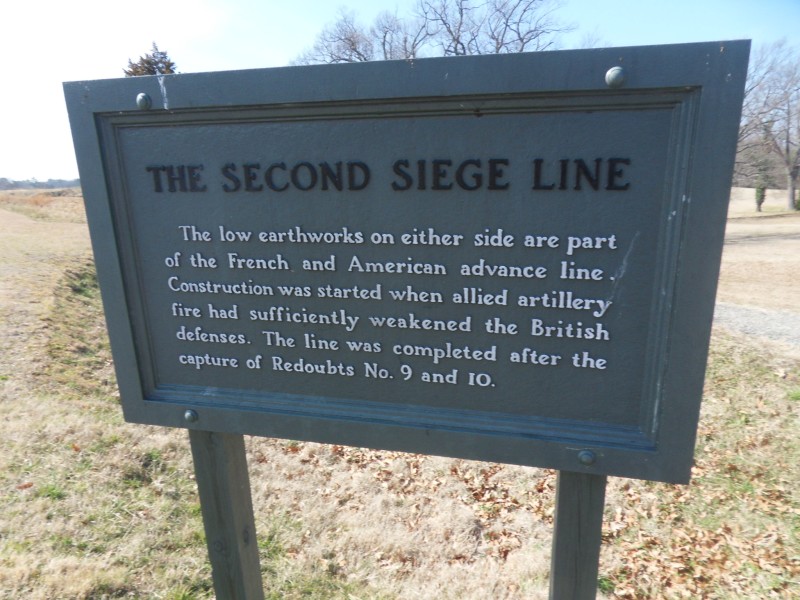 THE SECOND SIEGE LINE
The low earthworks on either side are part
of the French and American advance line.
Construction was started when allied artillery
fire had sufficiently weakened the British
defenses. The line was completed after the
capture of Redoubts No. 9 and 10.